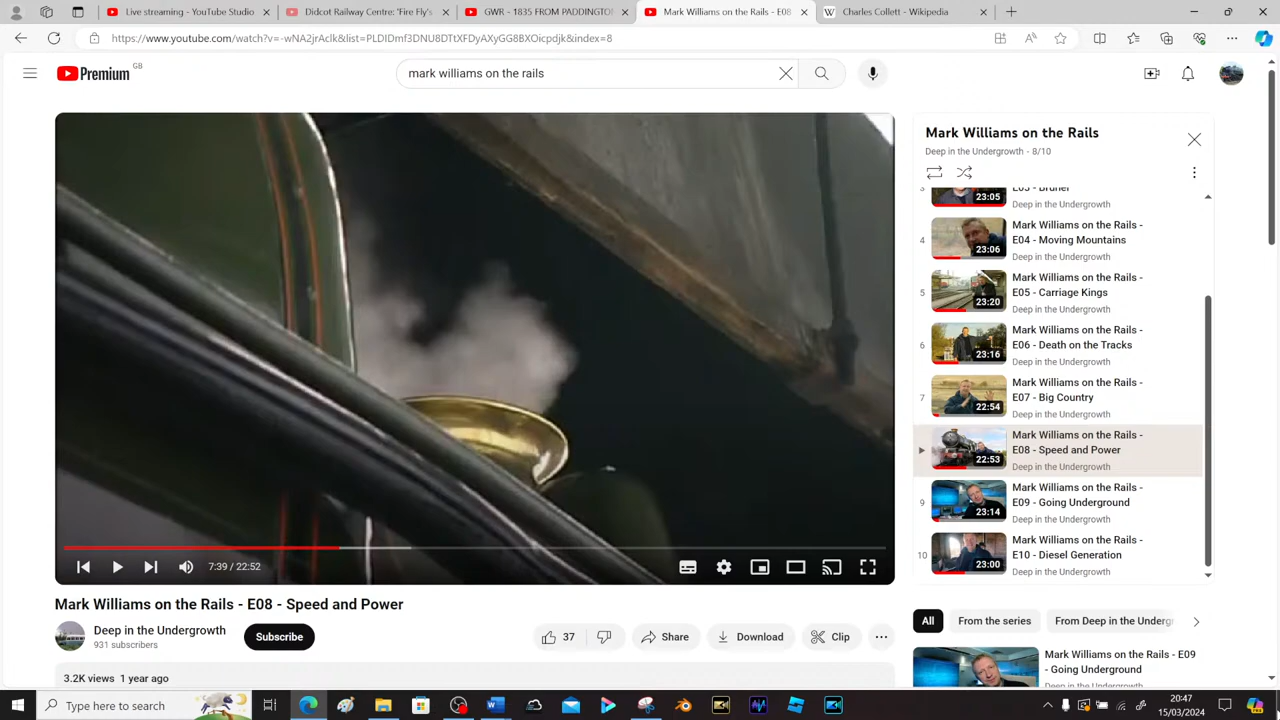 Live streaming - YouTube Studio
Didcot Railway Centre: 'Fire Fly's
GWR ~ 1835 FROM PADDINGTON
Mark Williams on the Rails - E08
Charles Collett - Wikipedia
https://www.youtube.com/watch?v=-wNA2jrAclk&list=PLDIDmf3DNU8DTtXFDyAXyGG8BXOicpdjk&index=8
Premium GB
mark williams on the rails
Mark Williams on the Rails
Deep in the Undergrowth - 8/10
3
23:05
E03 - Brunel
Deep in the Undergrowth
4
23:06
Mark Williams on the Rails -
E04 - Moving Mountains
Deep in the Undergrowth
5
23:20
Mark Williams on the Rails -
E05 - Carriage Kings
Deep in the Undergrowth
6
23:16
Mark Williams on the Rails -
E06 - Death on the Tracks
Deep in the Undergrowth
7
22:54
Mark Williams on the Rails -
E07 - Big Country
Deep in the Undergrowth
22:53
Mark Williams on the Rails -
E08 - Speed and Power
Deep in the Undergrowth
9
23:14
Mark Williams on the Rails -
E09 - Going Underground
Deep in the Undergrowth
10
23:00
Mark Williams on the Rails -
E10 - Diesel Generation
Deep in the Undergrowth
7:39 / 22:52
Mark Williams on the Rails - E08 - Speed and Power
Deep in the Undergrowth
931 subscribers
Subscribe
37
Share
Download
Clip
3.2K views 1 year ago
All
From the series
From Deep in the Underg
Mark Williams on the Rails - E09
- Going Underground
Deep in the Undergrowth
Type here to search
20:47
15/03/2024